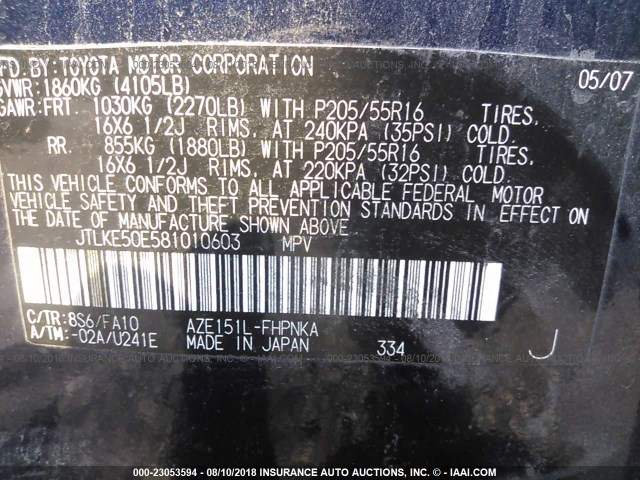 MFD.BY:TOYOTA MOTOR CORPORATION 05/07
GVWR:1860KG (4105LB)
GAWR:FRT. 1030KG (2270LB) WITH P205/55R16 TIRES,
16X6 1/2J RIMS, AT 240KPA (35PSI) COLD.
RR. 855KG (1880LB) WITH P205/55R16 TIRES,
16X6 1/2J RIMS, AT 220KPA (32PSI) COLD.
THIS VEHICLE CONFORMS TO ALL APPLICABLE FEDERAL MOTOR
VEHICLE SAFETY AND THEFT PREVENTION STANDARDS IN EFFECT ON
THE DATE OF MANUFACTURE SHOWN ABOVE.
JTLKE50E581010603 MPV
C/TR:8S6/FA10 AZE151L-FHPNKA
A/TM:-02A/U241E MADE IN JAPAN 334 J
000-23053594 - 08/10/2018 INSURANCE AUTO AUCTIONS, INC. - © - IAAI.COM